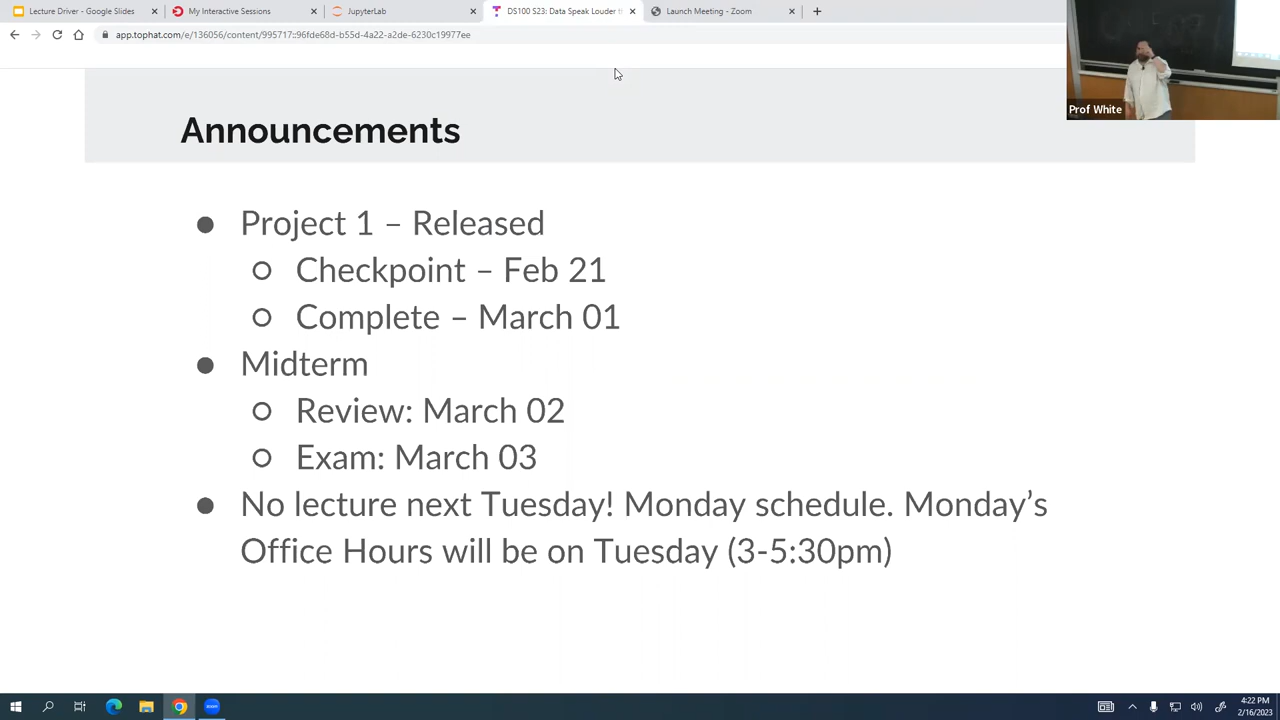 Lecture Driver - Google Slides
My Interactive Sessions
JupyterLab
DS100 S23: Data Speak Louder t
Launch Meeting - Zoom
app.tophat.com/e/136056/content/995717::96fde68d-b55d-4a22-a2de-6230c19977ee
Prof White
Announcements
● Project 1 – Released
○ Checkpoint – Feb 21
○ Complete – March 01
● Midterm
○ Review: March 02
○ Exam: March 03
● No lecture next Tuesday! Monday schedule. Monday’s
Office Hours will be on Tuesday (3-5:30pm)
zoom
4:22 PM
2/16/2023